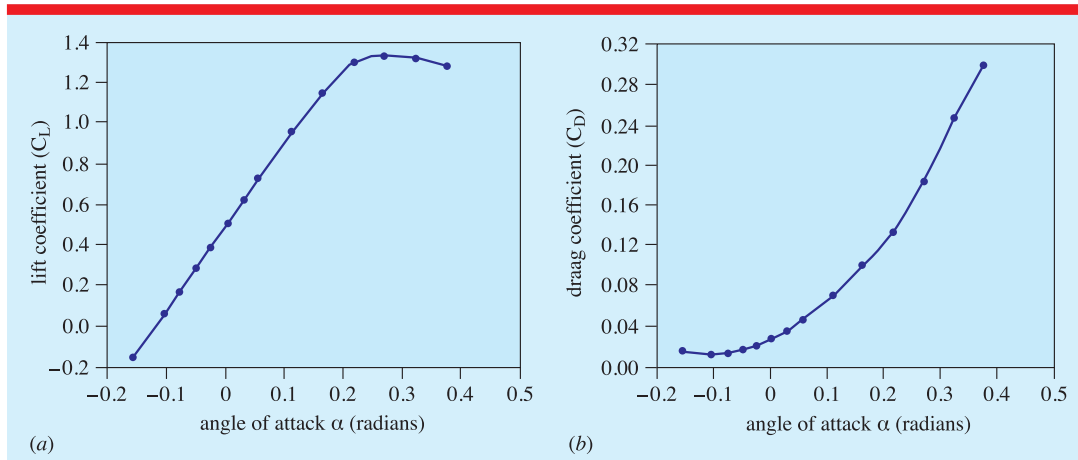 1.4
1.2
1.0
0.8
0.6
0.4
0.2
0.0
−0.2
lift coefficient (C_L)
−0.2 −0.1 0 0.1 0.2 0.3 0.4 0.5
angle of attack α (radians)
(a)
0.32
0.28
0.24
0.20
0.16
0.12
0.08
0.04
0.00
draag coefficient (C_D)
−0.2 −0.1 0 0.1 0.2 0.3 0.4 0.5
angle of attack α (radians)
(b)